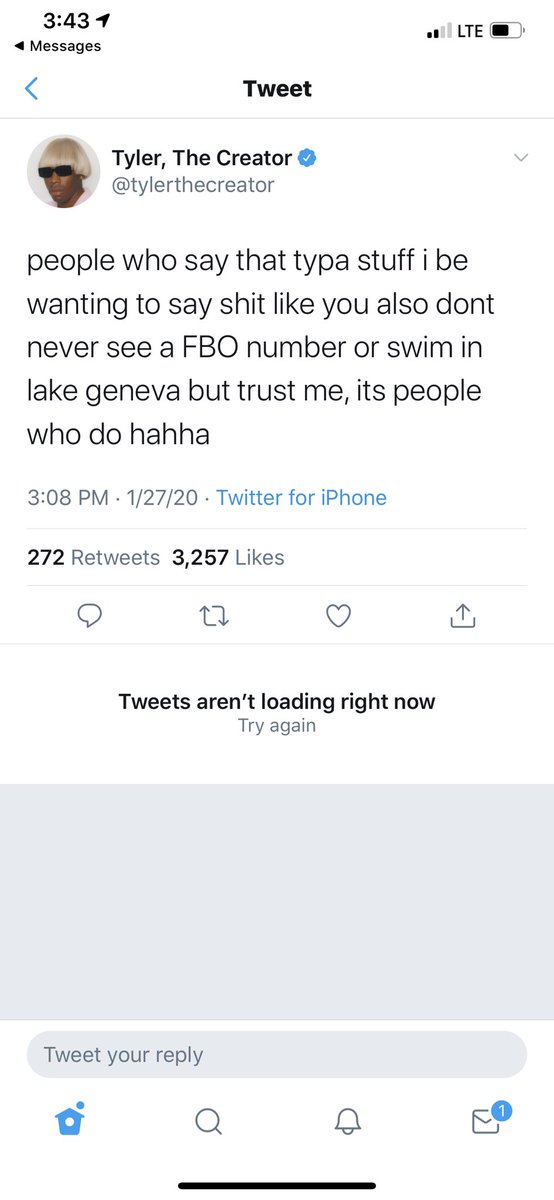 3:43
LTE
Messages
Tweet
Tyler, The Creator
@tylerthecreator
people who say that typa stuff i be
wanting to say shit like you also dont
never see a FBO number or swim in
lake geneva but trust me, its people
who do hahha
3:08 PM · 1/27/20 · Twitter for iPhone
272 Retweets 3,257 Likes
Tweets aren’t loading right now
Try again
Tweet your reply
1